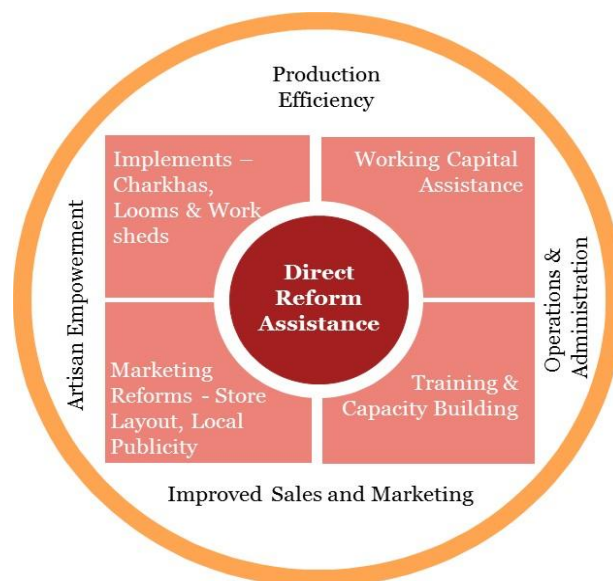 Production
Efficiency
Implements –
Charkhas,
Looms & Work
sheds
Working Capital
Assistance
Artisan Empowerment
Direct
Reform
Assistance
Operations &
Administration
Marketing
Reforms - Store
Layout, Local
Publicity
Training &
Capacity Building
Improved Sales and Marketing